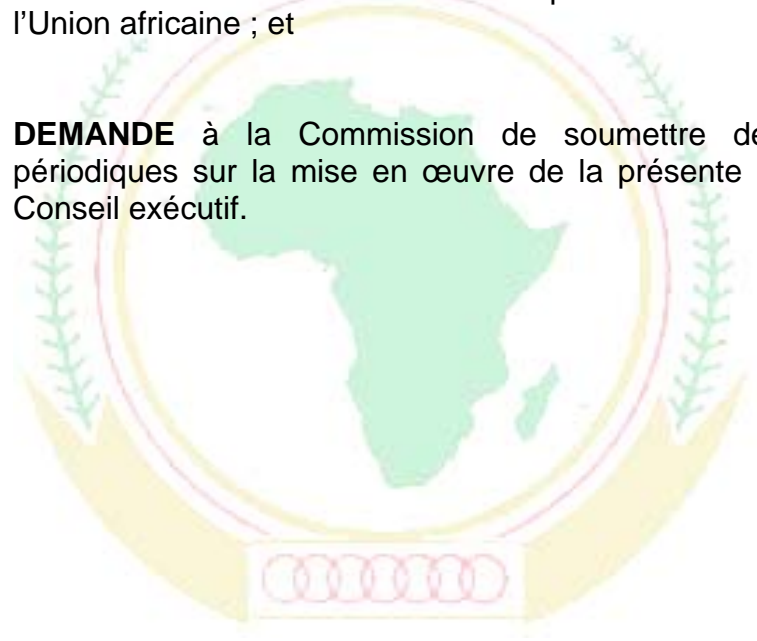 l’Union africaine ; et
DEMANDE à la Commission de soumettre
périodiques sur la mise en œuvre de la présente
Conseil exécutif.